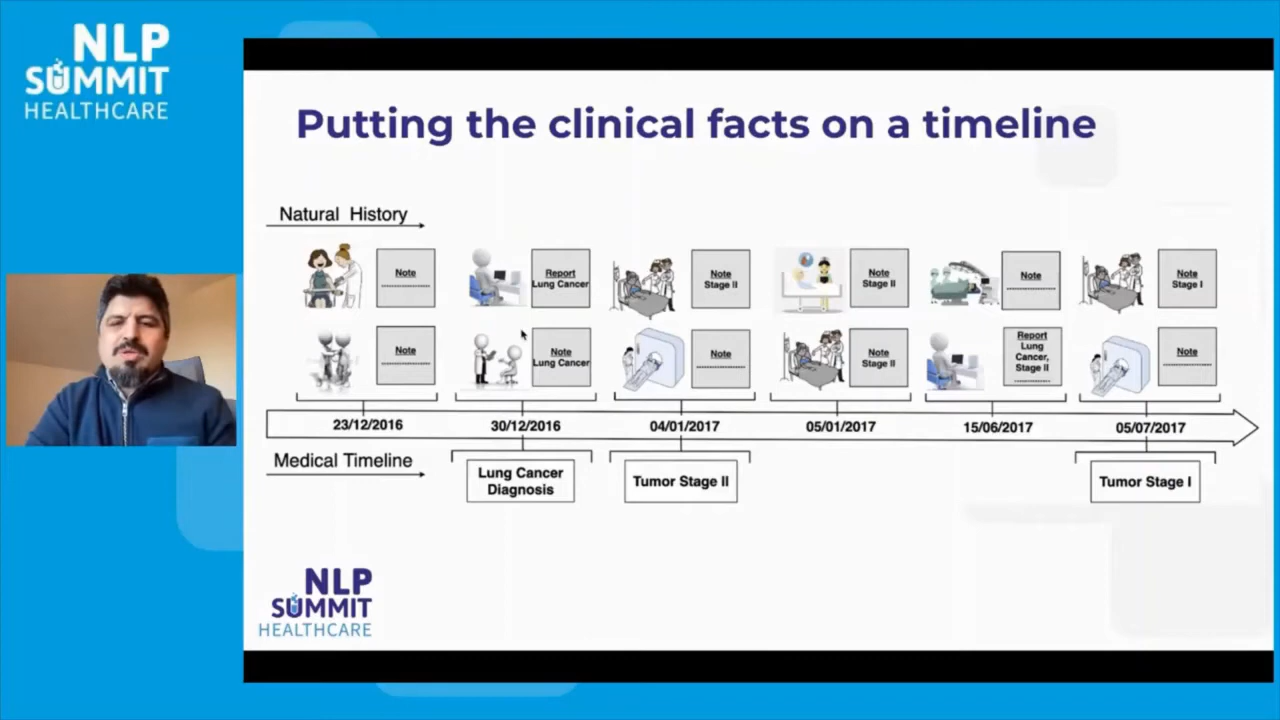 NLP
SUMMIT
HEALTHCARE
Putting the clinical facts on a timeline
Natural History
Note
Report
Lung Cancer
Note
Stage II
Note
Stage II
Note
Note
Stage I
Note
Note
Lung Cancer
Note
Note
Stage II
Report
Lung
Cancer,
Stage II
Note
23/12/2016
30/12/2016
04/01/2017
05/01/2017
15/06/2017
05/07/2017
Medical Timeline
Lung Cancer
Diagnosis
Tumor Stage II
Tumor Stage I
NLP
SUMMIT
HEALTHCARE